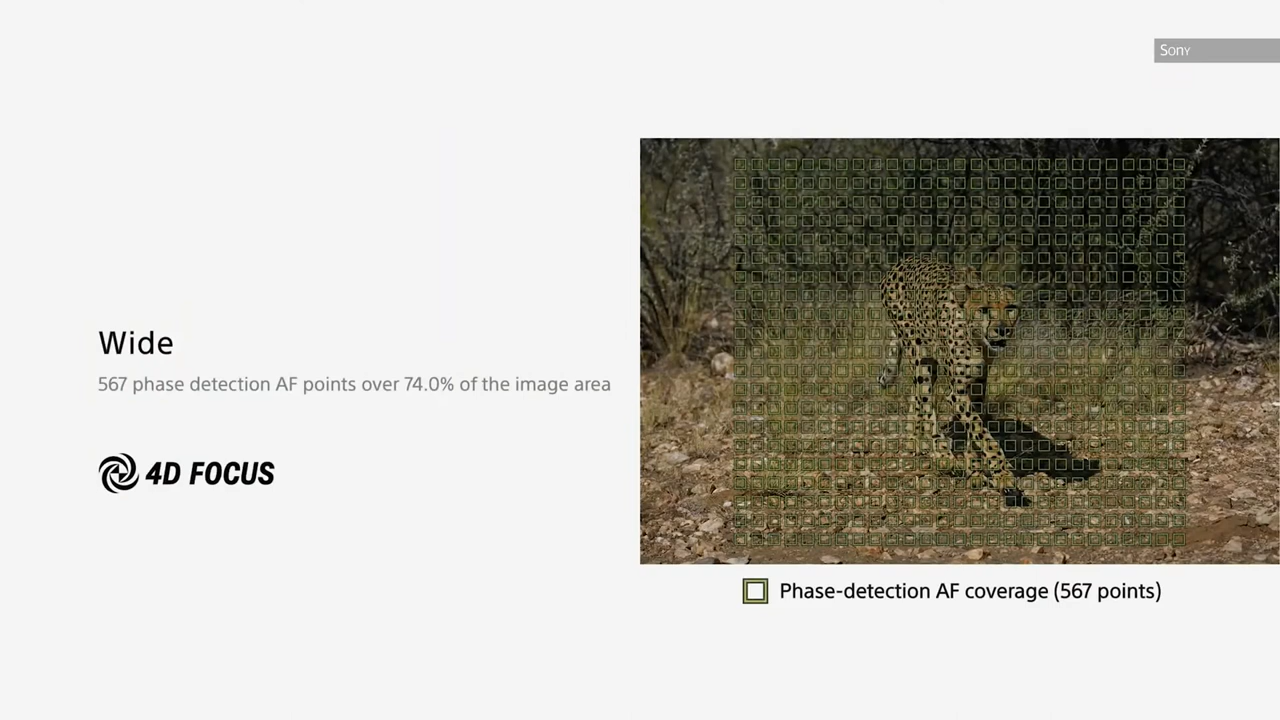 Sony
Wide
567 phase detection AF points over 74.0% of the image area
4D FOCUS
Phase-detection AF coverage (567 points)